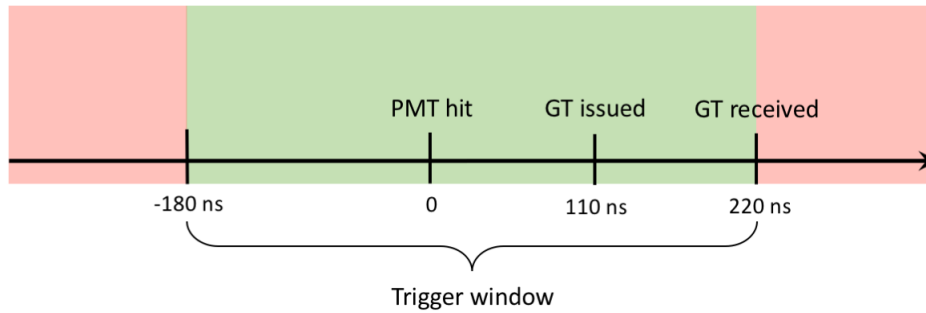 PMT hit GT issued GT received
-180 ns 0 110 ns 220 ns
Trigger window